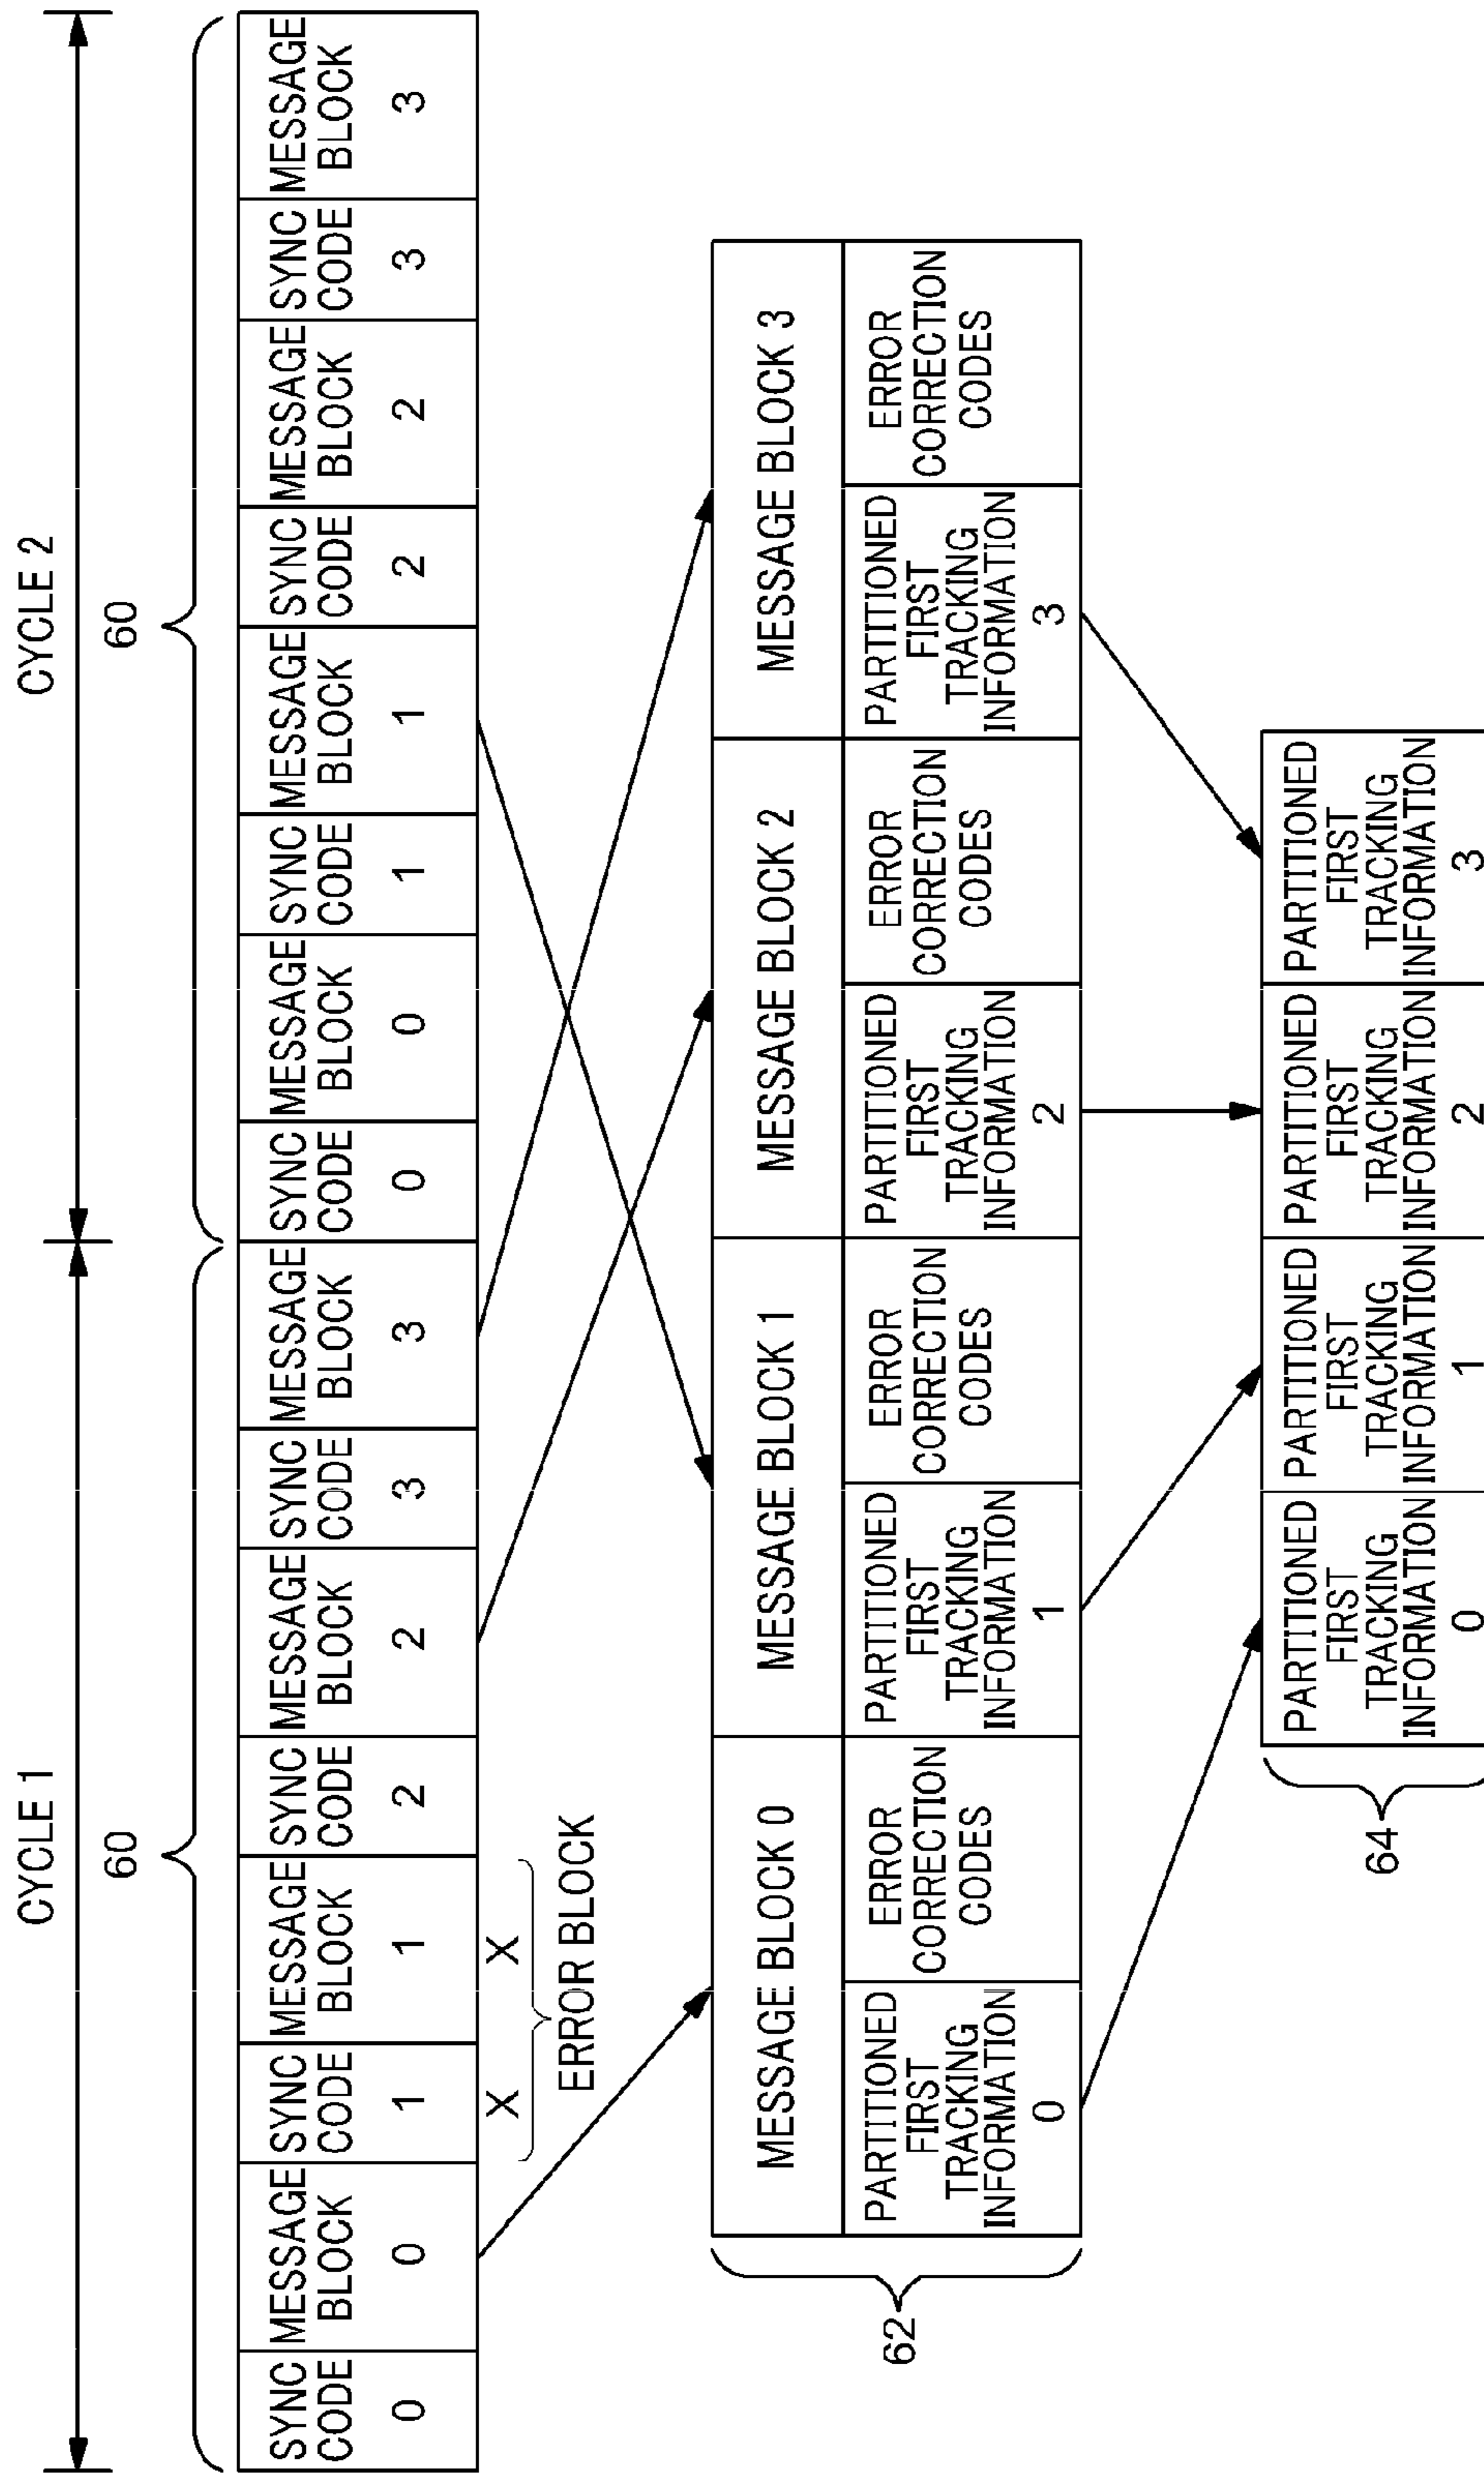 CYCLE 1
CYCLE 2
60
60
SYNC
CODE
0
MESSAGE
BLOCK
0
SYNC
CODE
1
MESSAGE
BLOCK
1
SYNC
CODE
2
MESSAGE
BLOCK
2
SYNC
CODE
3
MESSAGE
BLOCK
3
SYNC
CODE
0
MESSAGE
BLOCK
0
SYNC
CODE
1
MESSAGE
BLOCK
1
SYNC
CODE
2
MESSAGE
BLOCK
2
SYNC
CODE
3
MESSAGE
BLOCK
3
X
X
ERROR BLOCK
62
MESSAGE BLOCK 0
MESSAGE BLOCK 1
MESSAGE BLOCK 2
MESSAGE BLOCK 3
PARTITIONED
FIRST
TRACKING
INFORMATION
0
ERROR
CORRECTION
CODES
PARTITIONED
FIRST
TRACKING
INFORMATION
1
ERROR
CORRECTION
CODES
PARTITIONED
FIRST
TRACKING
INFORMATION
2
ERROR
CORRECTION
CODES
PARTITIONED
FIRST
TRACKING
INFORMATION
3
ERROR
CORRECTION
CODES
64
PARTITIONED
FIRST
TRACKING
INFORMATION
0
PARTITIONED
FIRST
TRACKING
INFORMATION
1
PARTITIONED
FIRST
TRACKING
INFORMATION
2
PARTITIONED
FIRST
TRACKING
INFORMATION
3